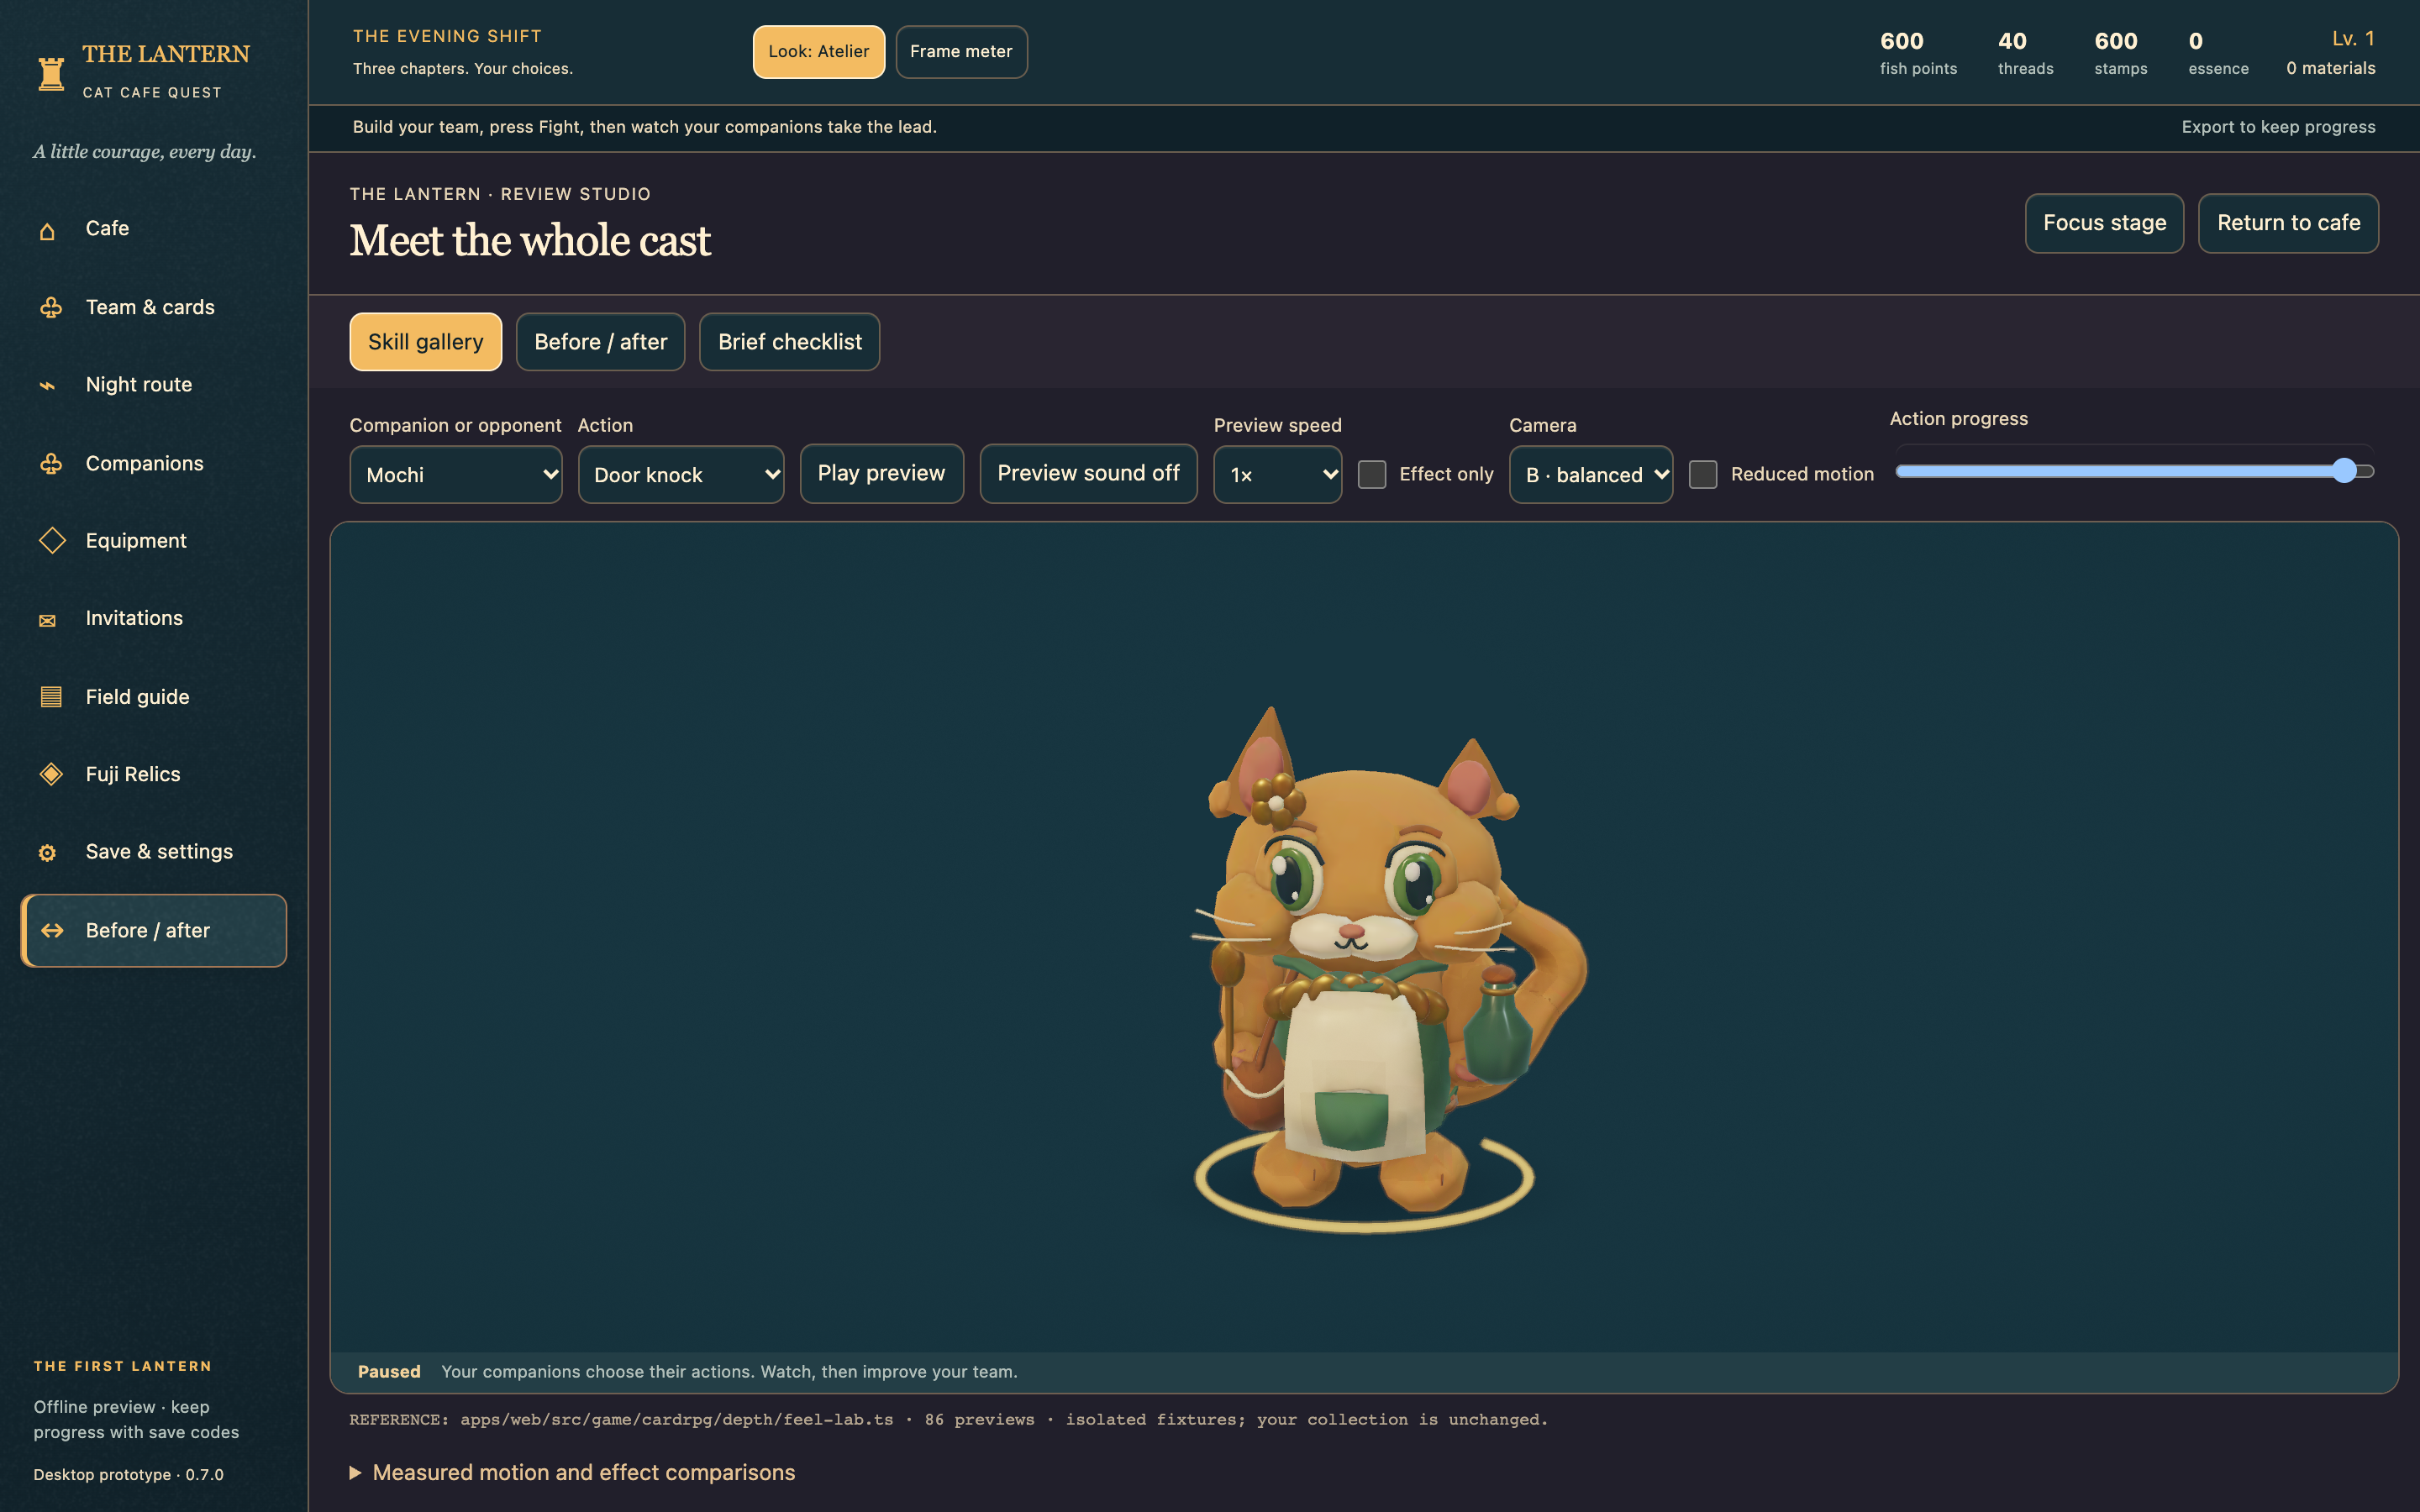 THE LANTERN
CAT CAFE QUEST
A little courage, every day.
Cafe
Team & cards
Night route
Companions
Equipment
Invitations
Field guide
Fuji Relics
Save & settings
Before / after
THE FIRST LANTERN
Offline preview · keep
progress with save codes
Desktop prototype · 0.7.0
THE EVENING SHIFT
Three chapters. Your choices.
Look: Atelier
Frame meter
600
fish points
40
threads
600
stamps
0
essence
Lv. 1
0 materials
Build your team, press Fight, then watch your companions take the lead.
Export to keep progress
THE LANTERN · REVIEW STUDIO
Meet the whole cast
Focus stage
Return to cafe
Skill gallery
Before / after
Brief checklist
Companion or opponent
Mochi
Action
Door knock
Play preview
Preview sound off
Preview speed
1×
Effect only
Camera
B · balanced
Reduced motion
Action progress
Paused
Your companions choose their actions. Watch, then improve your team.
REFERENCE: apps/web/src/game/cardrpg/depth/feel-lab.ts · 86 previews · isolated fixtures; your collection is unchanged.
Measured motion and effect comparisons